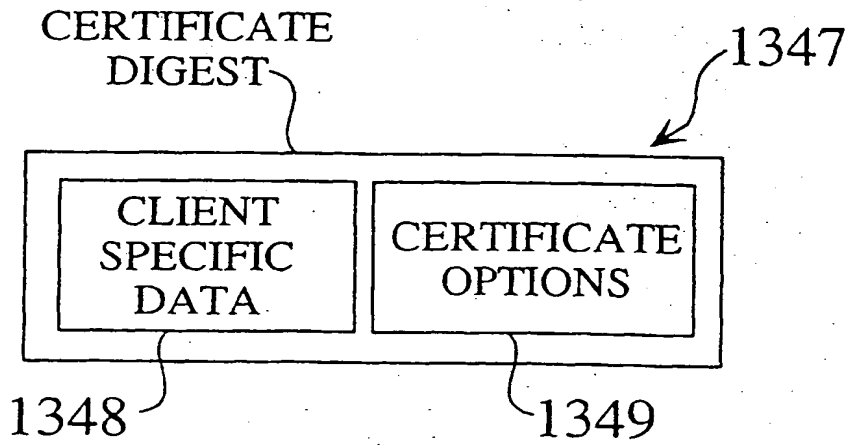 CERTIFICATE
DIGEST
1347
CLIENT
SPECIFIC
DATA
CERTIFICATE
OPTIONS
1348
1349